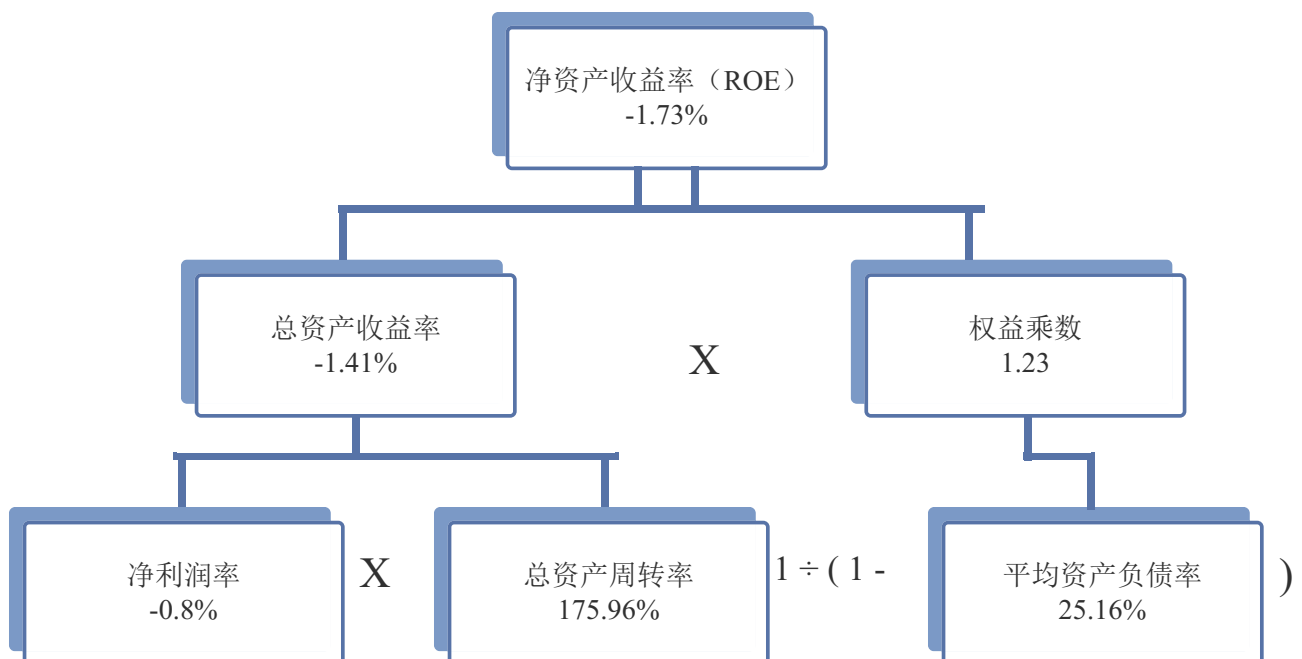 净资产收益率（ROE）
-1.73%
总资产收益率
-1.41%
X
权益乘数
1.23
净利润率
-0.8%
X
总资产周转率
175.96%
1 ÷ ( 1 -
平均资产负债率
25.16%
)